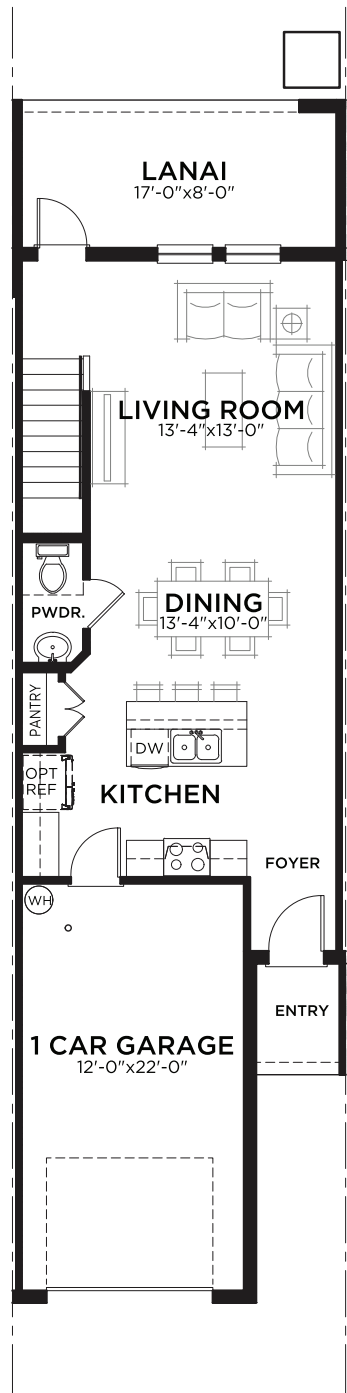 LANAI
17'-0"x8'-0"
LIVING ROOM
13'-4"x13'-0"
PWDR.
DINING
13'-4"x10'-0"
PANTRY
DW
OPT
REF
KITCHEN
FOYER
WH
ENTRY
1 CAR GARAGE
12'-0"x22'-0"